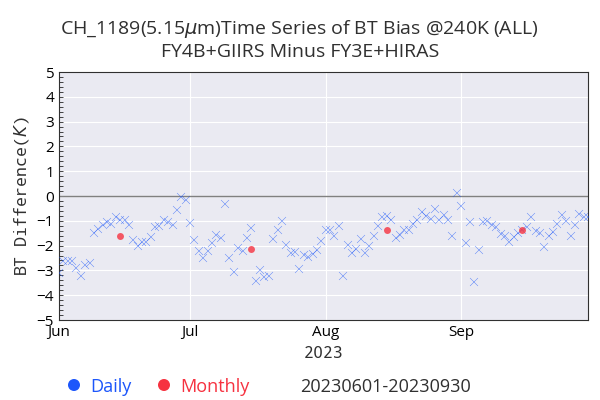 CH_1189(5.15μm)Time Series of BT Bias @240K (ALL)
FY4B+GIIRS Minus FY3E+HIRAS
5
4
3
2
1
0
−1
−2
−3
−4
−5
BT Difference(K)
Jun Jul Aug Sep
2023
Daily Monthly 20230601-20230930